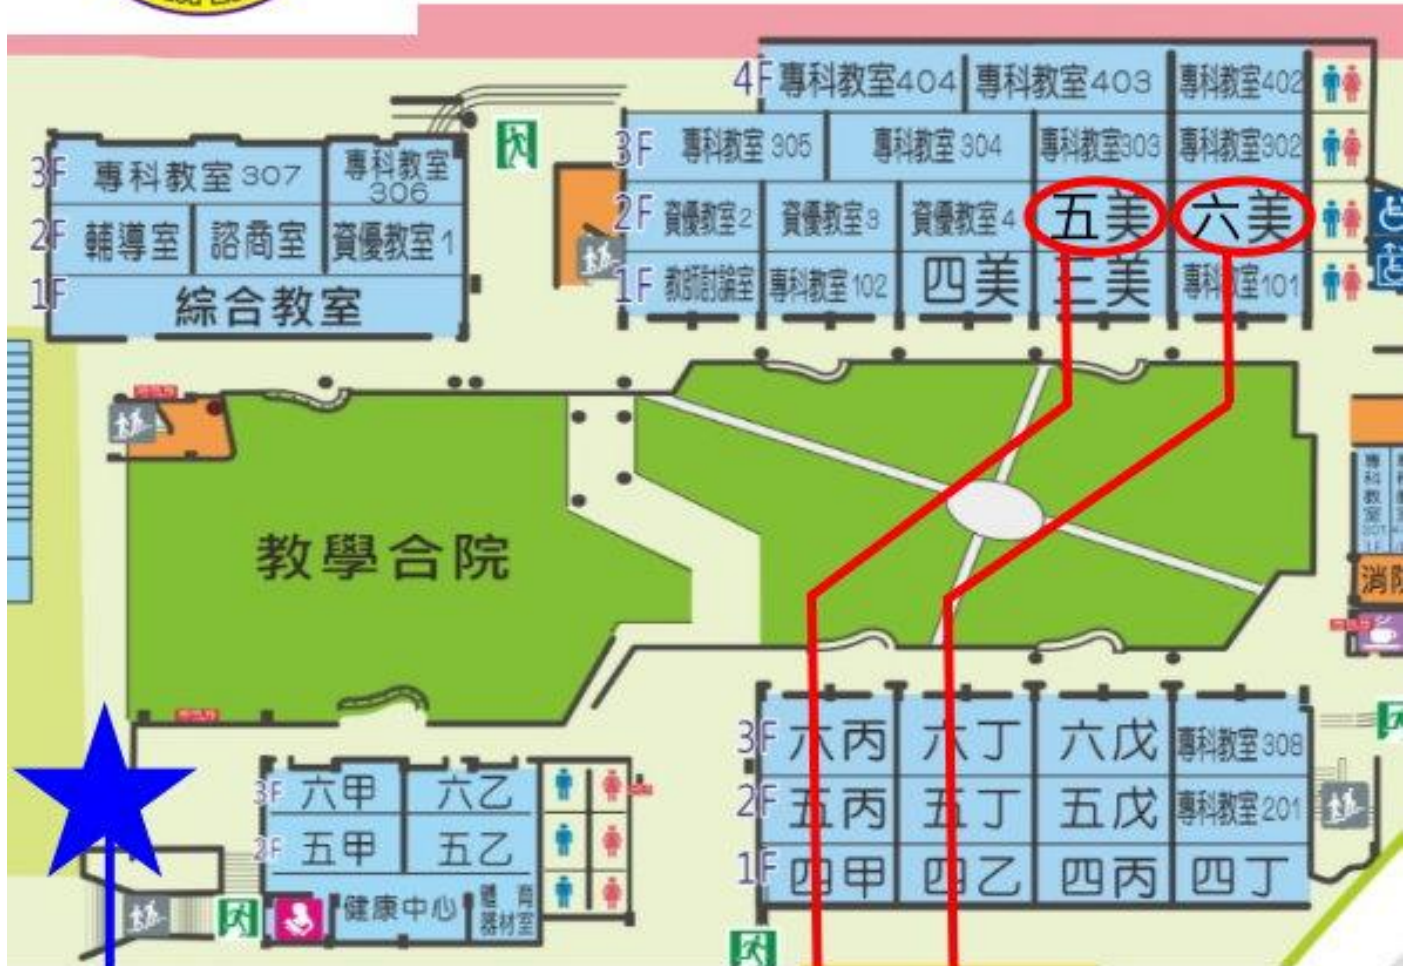 4F 專科教室404 專科教室403 專科教室402
3F 專科教室305 專科教室304 專科教室303 專科教室302
2F 資優教室2 資優教室3 資優教室4 五美 六美
1F 教師討論室 專科教室102 四美 三美 專科教室101
3F 專科教室307 專科教室306
2F 輔導室 諮商室 資優教室1
1F 綜合教室
教學合院
專科教室
消防
3F 六丙 六丁 六戊 專科教室308
2F 五丙 五丁 五戊 專科教室201
1F 四甲 四乙 四丙 四丁
3F 六甲 六乙
2F 五甲 五乙
健康中心 體育器材室